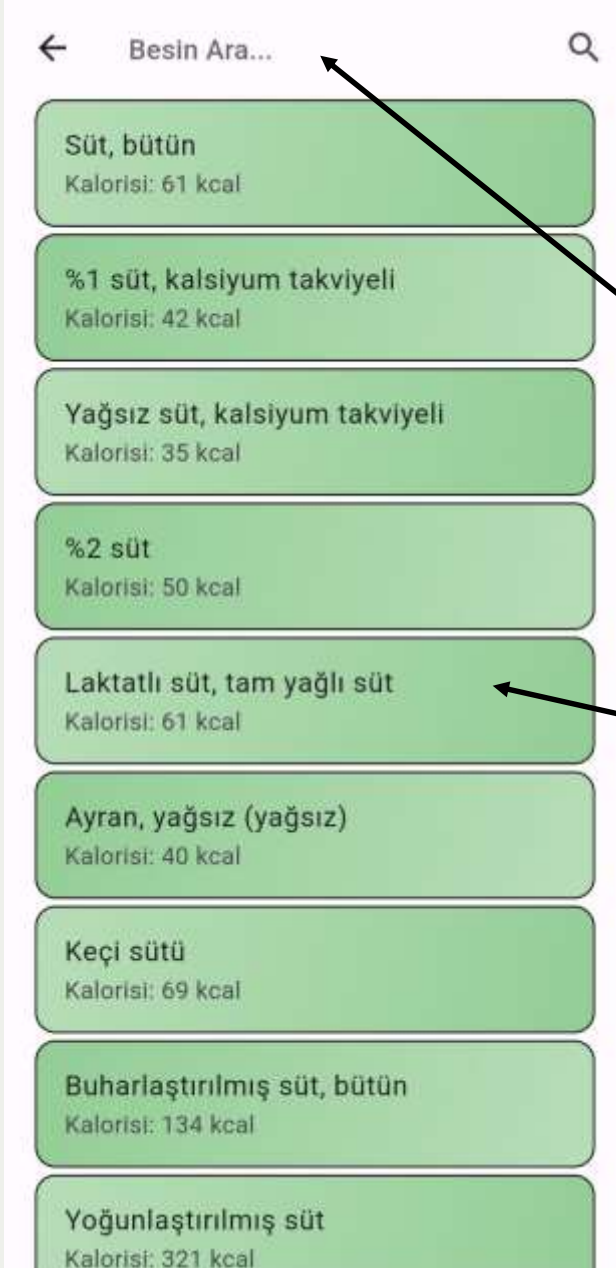 Besin Ara...
Süt, bütün
Kalorisi: 61 kcal
%1 süt, kalsiyum takviyeli
Kalorisi: 42 kcal
Yağsız süt, kalsiyum takviyeli
Kalorisi: 35 kcal
%2 süt
Kalorisi: 50 kcal
Laktatlı süt, tam yağlı süt
Kalorisi: 61 kcal
Ayran, yağsız (yağsız)
Kalorisi: 40 kcal
Keçi sütü
Kalorisi: 69 kcal
Buharlaştırılmış süt, bütün
Kalorisi: 134 kcal
Yoğunlaştırılmış süt
Kalorisi: 321 kcal